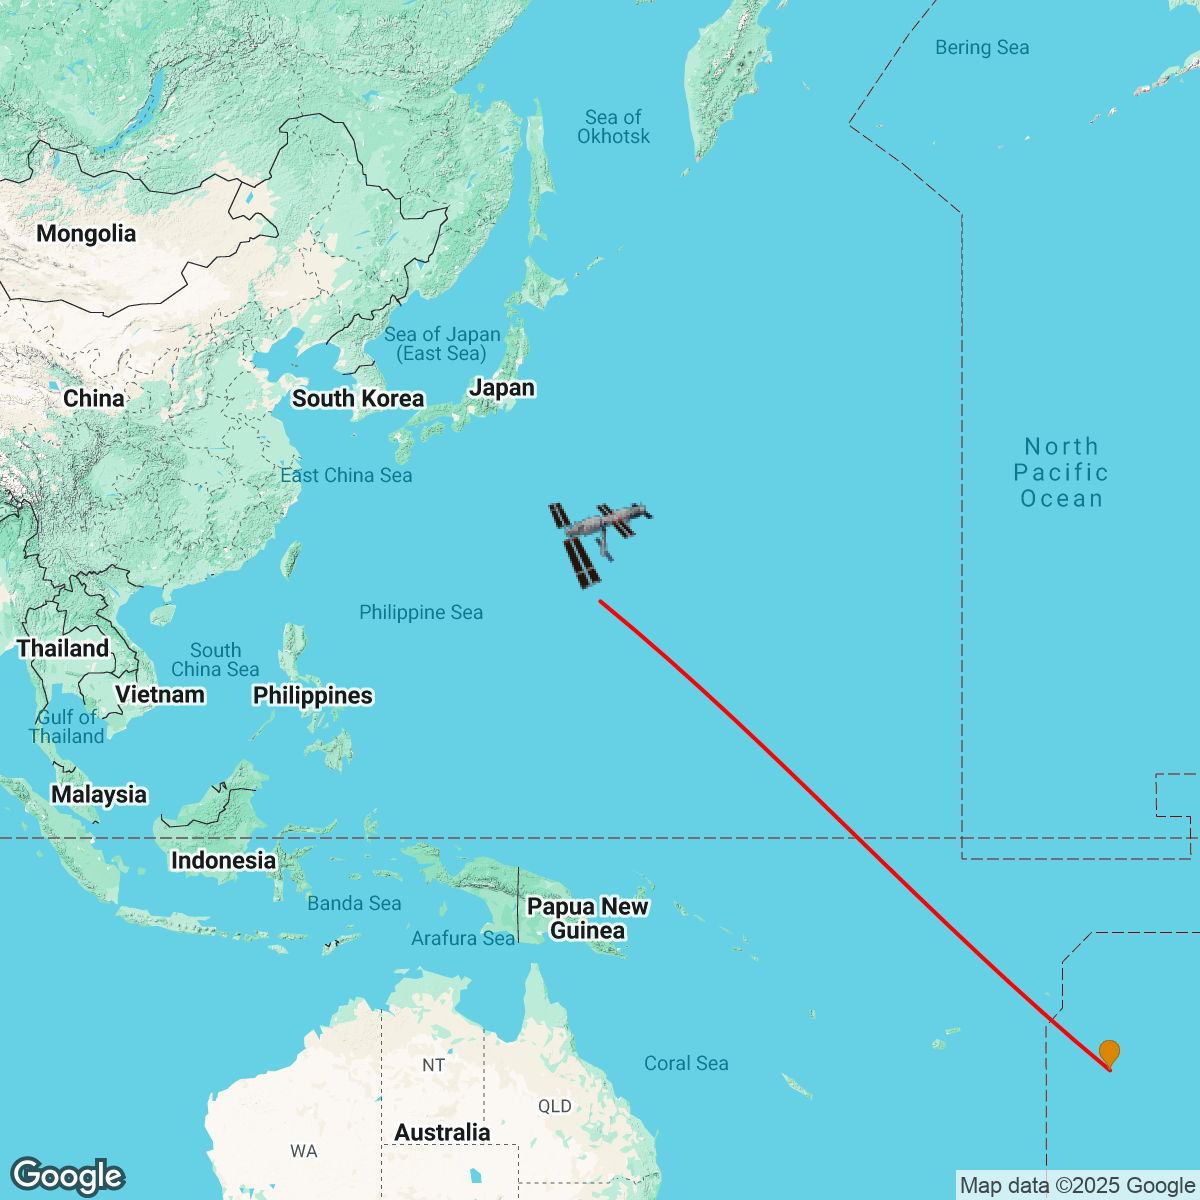 Bering Sea
Sea of
Okhotsk
Mongolia
Sea of Japan
(East Sea)
Japan
China
South Korea
North
Pacific
Ocean
East China Sea
Philippine Sea
Thailand
South
China Sea
Vietnam
Philippines
Gulf of
Thailand
Malaysia
Indonesia
Banda Sea
Papua New
Guinea
Arafura Sea
Coral Sea
NT
QLD
Australia
WA
Google
Map data ©2025 Google